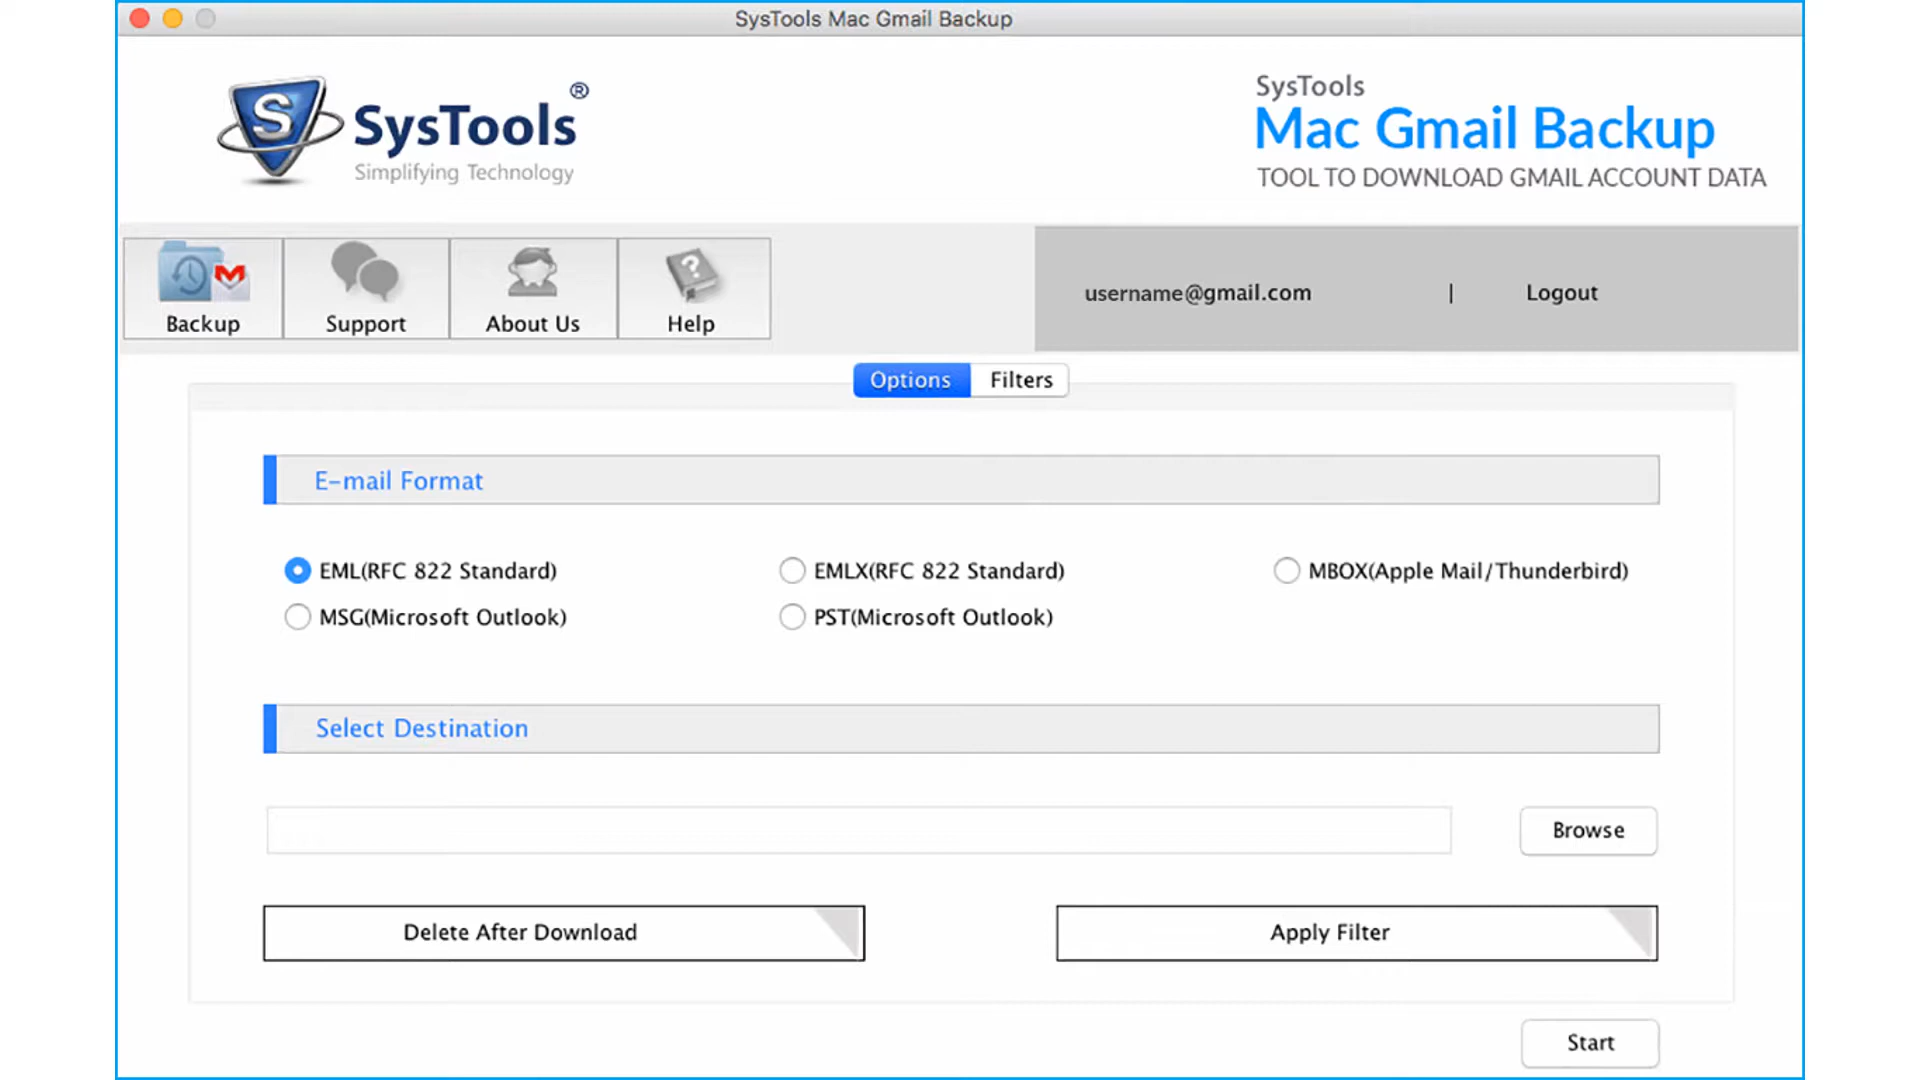 SysTools Mac Gmail Backup
S
SysTools®
Simplifying Technology
SysTools
Mac Gmail Backup
TOOL TO DOWNLOAD GMAIL ACCOUNT DATA
Backup
Support
About Us
? Help
username@gmail.com | Logout
Options Filters
E-mail Format
EML(RFC 822 Standard) EMLX(RFC 822 Standard) MBOX(Apple Mail/Thunderbird)
MSG(Microsoft Outlook) PST(Microsoft Outlook)
Select Destination
Browse
Delete After Download Apply Filter
Start